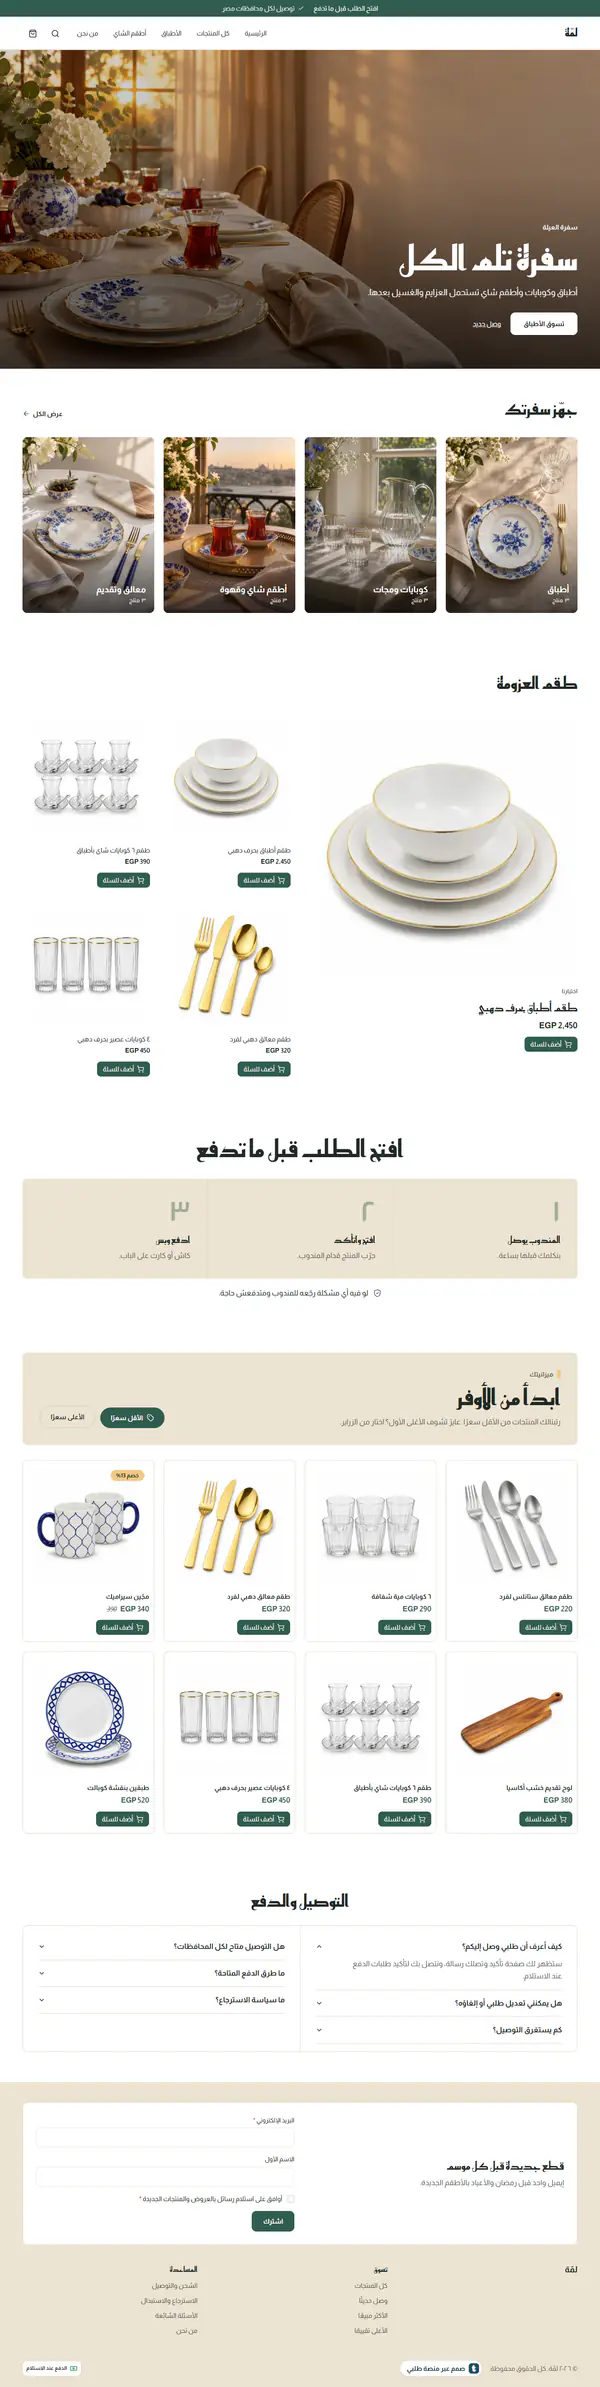 افتح الطلب قبل ما تدفع ✓ توصيل لكل محافظات مصر
لمّة
الرئيسية كل المنتجات الأطباق أطقم الشاي من نحن
سفرة العيلة
سفرة تلم الكل
أطباق وكوبايات وأطقم شاي تستحمل العزايم والغسيل بعدها.
تسوق الأطباق
وصل جديد
جهّز سفرتك
عرض الكل
أطباق
٣ منتج
كوبايات ومجات
٣ منتج
أطقم شاي وقهوة
٣ منتج
معالق وتقديم
٣ منتج
طقم العزومة
اختيارنا
طقم أطباق بحرف دهبي
EGP 2,450
أضف للسلة
طقم أطباق بحرف دهبي
EGP 2,450
أضف للسلة
طقم ٦ كوبايات شاي بأطباق
EGP 390
أضف للسلة
طقم معالق دهبي لفرد
EGP 320
أضف للسلة
٤ كوبايات عصير بحرف دهبي
EGP 450
أضف للسلة
افتح الطلب قبل ما تدفع
١
المندوب يوصل
بيكلمك قبلها بساعة.
٢
افتح واتأكد
جرّب المنتج قدام المندوب.
٣
ادفع وبس
كاش أو كارت على الباب.
لو فيه أي مشكلة رجّعه للمندوب ومتدفعش حاجة.
ميزانيتك
ابدأ من الأوفر
رتبنالك المنتجات من الأقل سعرًا. عايز تشوف الأغلى الأول؟ اختار من الزراير.
الأقل سعرًا
الأعلى سعرًا
طقم معالق ستانلس لفرد
EGP 220
أضف للسلة
٦ كوبايات مية شفافة
EGP 290
أضف للسلة
طقم معالق دهبي لفرد
EGP 320
أضف للسلة
خصم 13%
مجّين سيراميك
EGP 340 390
أضف للسلة
لوح تقديم خشب أكاسيا
EGP 380
أضف للسلة
طقم ٦ كوبايات شاي بأطباق
EGP 390
أضف للسلة
٤ كوبايات عصير بحرف دهبي
EGP 450
أضف للسلة
طبقين بنقشة كوبالت
EGP 520
أضف للسلة
التوصيل والدفع
كيف أعرف أن طلبي وصل إليكم؟
ستظهر لك صفحة تأكيد وتصلك رسالة، ونتصل بك لتأكيد طلبات الدفع
عند الاستلام.
هل يمكنني تعديل طلبي أو إلغاؤه؟
كم يستغرق التوصيل؟
هل التوصيل متاح لكل المحافظات؟
ما طرق الدفع المتاحة؟
ما سياسة الاسترجاع؟
قطع جديدة قبل كل موسم
إيميل واحد قبل رمضان والأعياد بالأطقم الجديدة.
البريد الإلكتروني *
الاسم الأول
أوافق على استلام رسائل بالعروض والمنتجات الجديدة *
اشترك
لمّة
تسوق
كل المنتجات
وصل حديثًا
الأكثر مبيعًا
الأعلى تقييمًا
المساعدة
الشحن والتوصيل
الاسترجاع والاستبدال
الأسئلة الشائعة
من نحن
© ٢٠٢٦ لمّة. كل الحقوق محفوظة
صمم عبر منصة طلبي
الدفع عند الاستلام